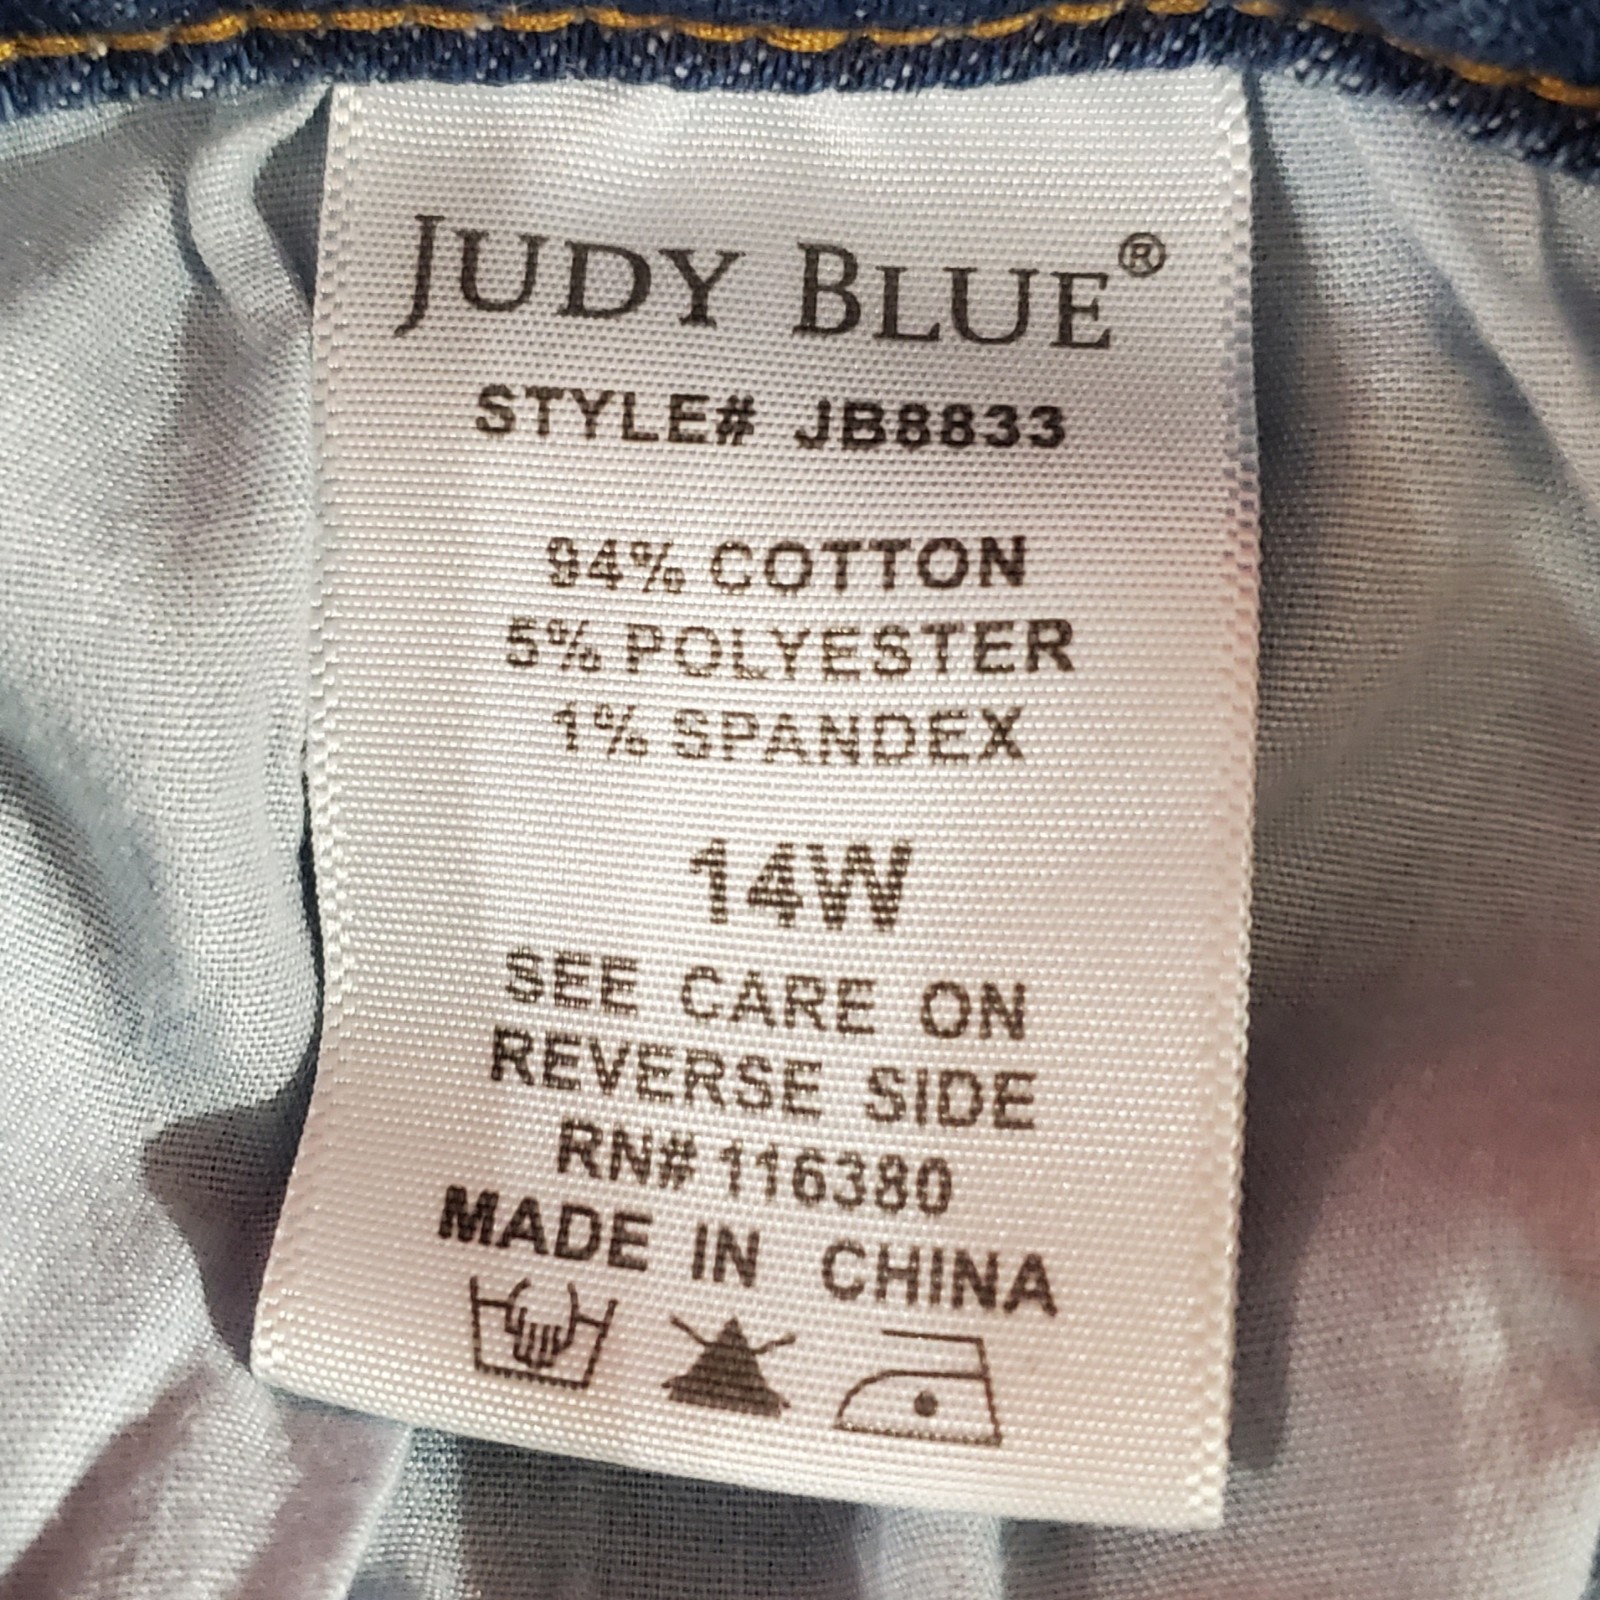 JUDY BLUE®
STYLE# JB8833
94% COTTON
5% POLYESTER
1% SPANDEX
14W
SEE CARE ON
REVERSE SIDE
RN# 116380
MADE IN CHINA